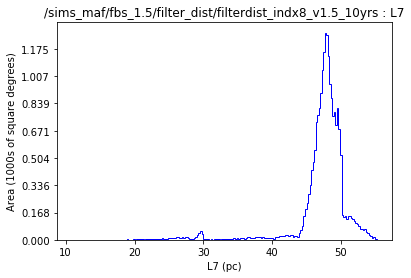 /sims_maf/fbs_1.5/filter_dist/filterdist_indx8_v1.5_10yrs : L7
Area (1000s of square degrees)
1.175
1.007
0.839
0.671
0.504
0.336
0.168
0.000
10 20 30 40 50
L7 (pc)